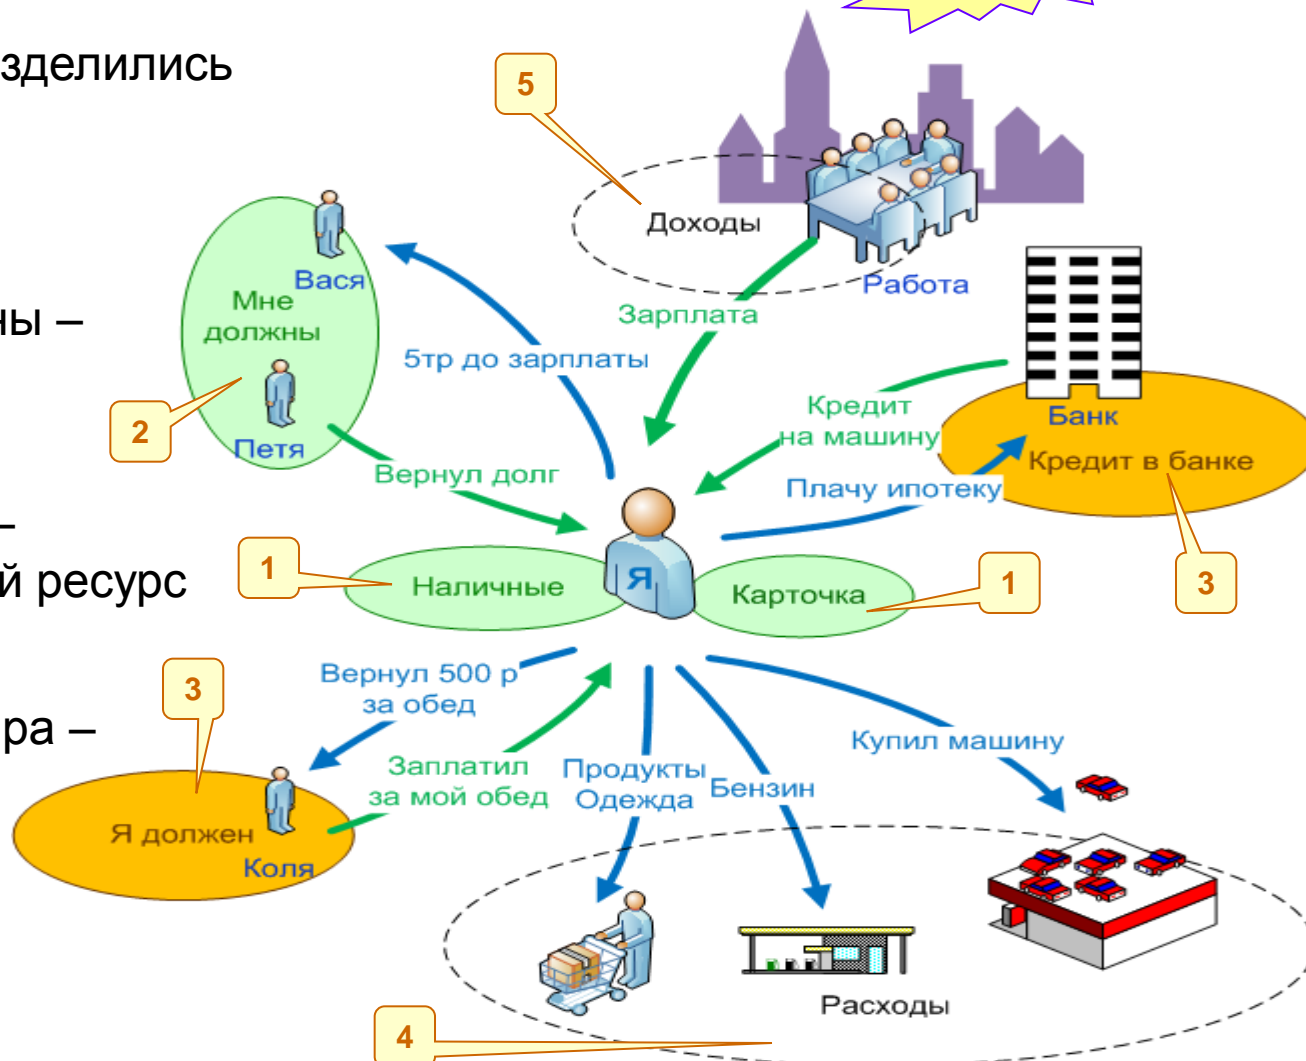 зделились
5
Доходы
Работа
Вася
Мне
должны
ны –
Зарплата
5тр до зарплаты
Кредит
на машину
Банк
2
Петя
Кредит в банке
Вернул долг
Плачу ипотеку
–
1
й ресурс
Наличные
Я
Карточка
1
3
3
Вернул 500 р
за обед
ра –
Купил машину
Заплатил
за мой обед
Продукты
Одежда
Бензин
Я должен
Коля
Расходы
4